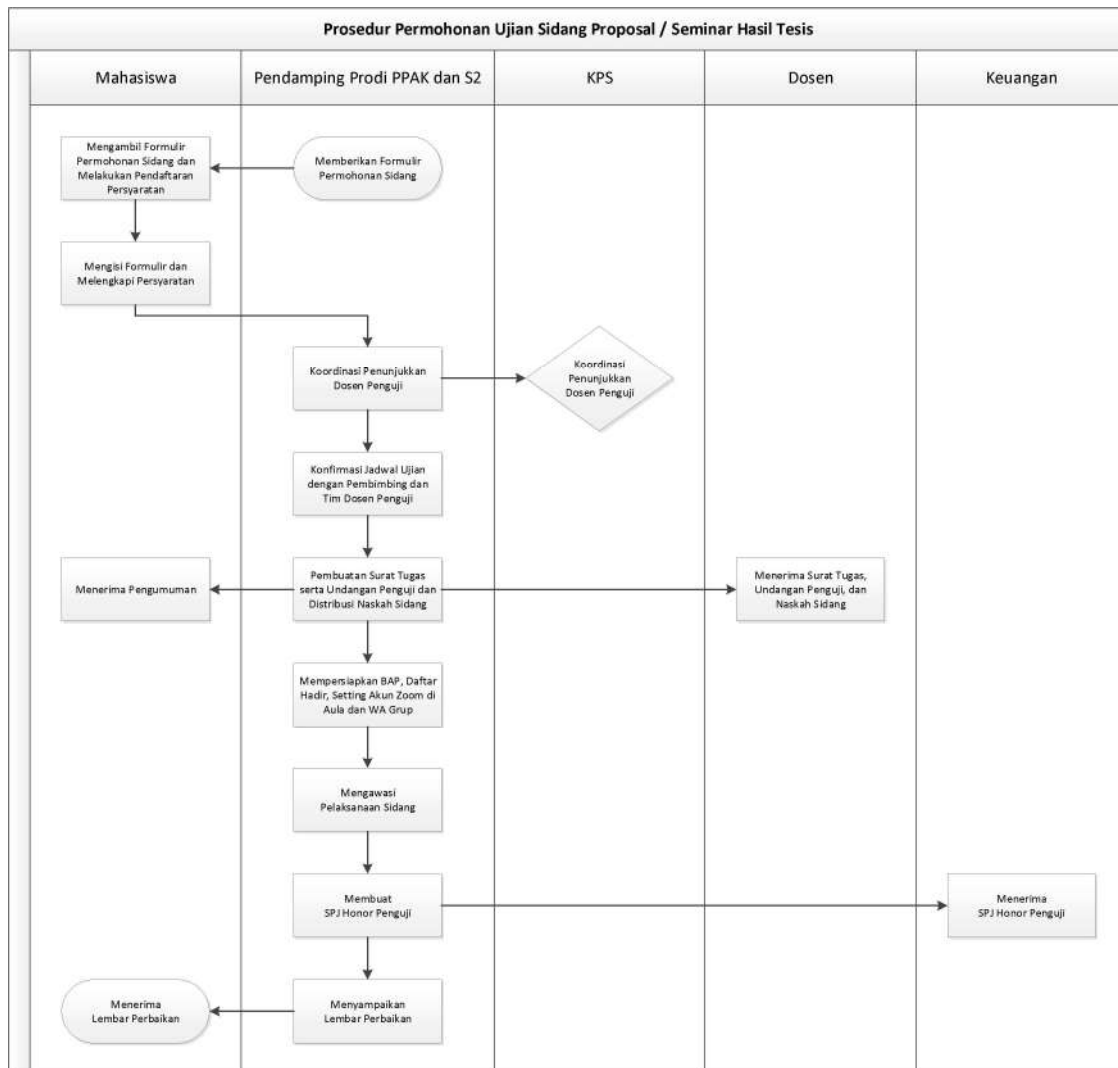 Prosedur Permohonan Ujian Sidang Proposal / Seminar Hasil Tesis
Mahasiswa
Pendamping Prodi PPAK dan S2
KPS
Dosen
Keuangan
Mengambil Formulir
Permohonan Sidang dan
Melakukan Pendaftaran
Persyaratan
Memberikan Formulir
Permohonan Sidang
Mengisi Formulir dan
Melengkapi Persyaratan
Koordinasi Penunjukkan
Dosen Penguji
Koordinasi
Penunjukkan
Dosen Penguji
Konfirmasi Jadwal Ujian
dengan Pembimbing dan
Tim Dosen Penguji
Menerima Pengumuman
Pembuatan Surat Tugas
serta Undangan Penguji dan
Distribusi Naskah Sidang
Menerima Surat Tugas,
Undangan Penguji, dan
Naskah Sidang
Mempersiapkan BAP, Daftar
Hadir, Setting Akun Zoom di
Aula dan WA Grup
Mengawasi
Pelaksanaan Sidang
Membuat
SPJ Honor Penguji
Menerima
SPJ Honor Penguji
Menerima
Lembar Perbaikan
Menyampaikan
Lembar Perbaikan